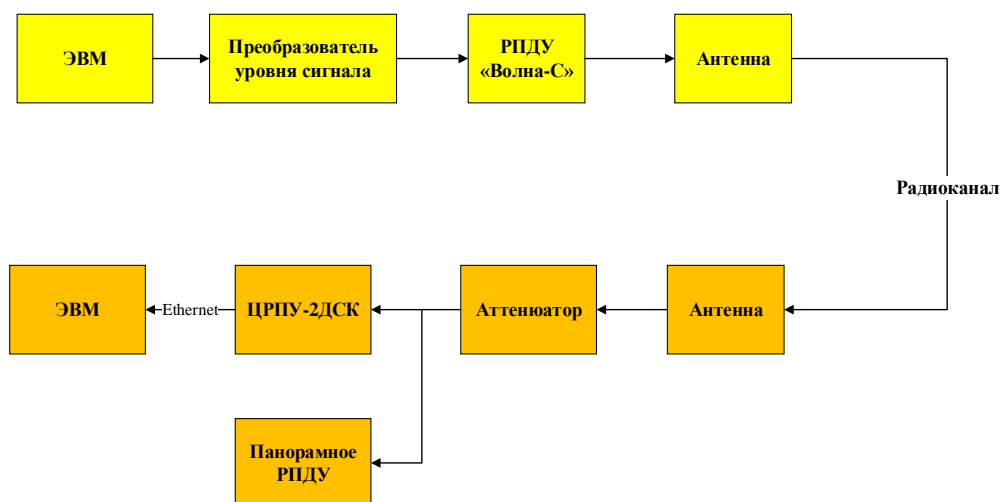 ЭВМ
Преобразователь
уровня сигнала
РПДУ
«Волна-С»
Антенна
Радиоканал
ЭВМ
Ethernet
ЦРПУ-2ДСК
Аттенюатор
Антенна
Панорамное
РПДУ